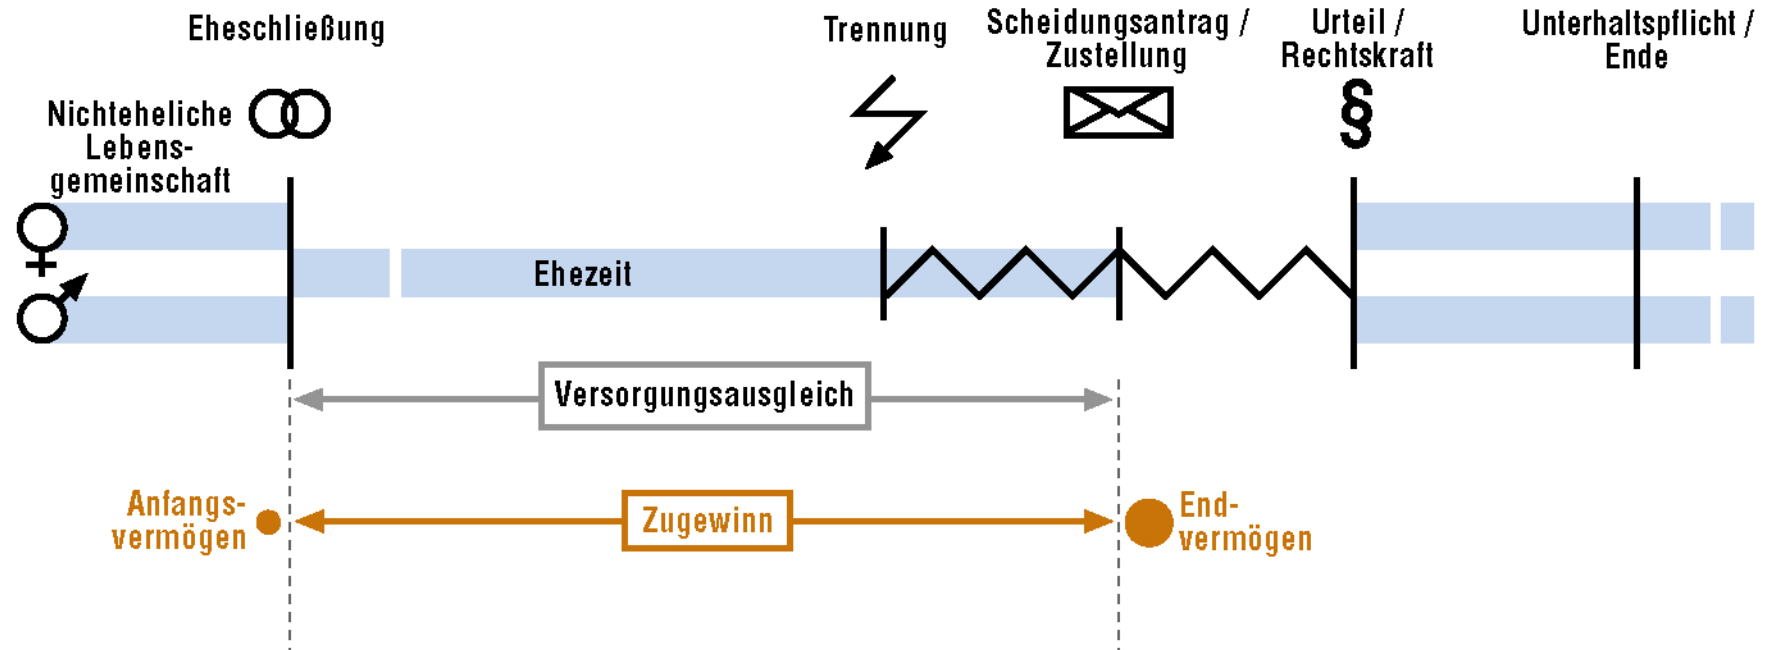 Eheschließung
Trennung
Scheidungsantrag /
Zustellung
Urteil /
Rechtskraft
§
Unterhaltspflicht /
Ende
Nichteheliche
Lebens-
gemeinschaft
Ehezeit
Versorgungsausgleich
Anfangs-
vermögen
Zugewinn
End-
vermögen